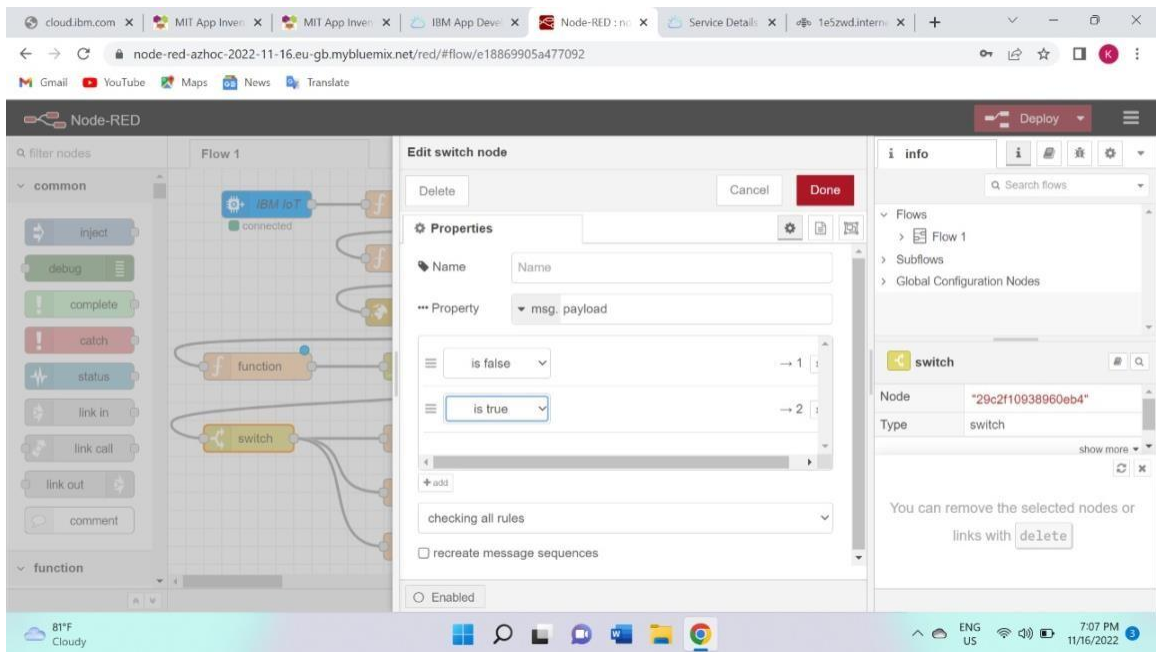 cloud.ibm.com
MIT App Inven
MIT App Inven
IBM App Devel
Node-RED : no
Service Details
1e5zwd.intern
node-red-azhoc-2022-11-16.eu-gb.mybluemix.net/red/#flow/e18869905a477092
K
Gmail
YouTube
Maps
News
Translate
Node-RED
Deploy
filter nodes
common
inject
debug
complete
catch
status
link in
link call
link out
comment
function
Flow 1
IBM IoT
connected
function
switch
Edit switch node
Delete
Cancel
Done
Properties
Name
Name
Property
msg. payload
is false
→ 1
is true
→ 2
+ add
checking all rules
recreate message sequences
Enabled
i info
i
Search flows
Flows
Flow 1
Subflows
Global Configuration Nodes
switch
Node "29c2f10938960eb4"
Type switch
show more
You can remove the selected nodes or
links with delete
81°F
Cloudy
ENG
US
7:07 PM
11/16/2022
3